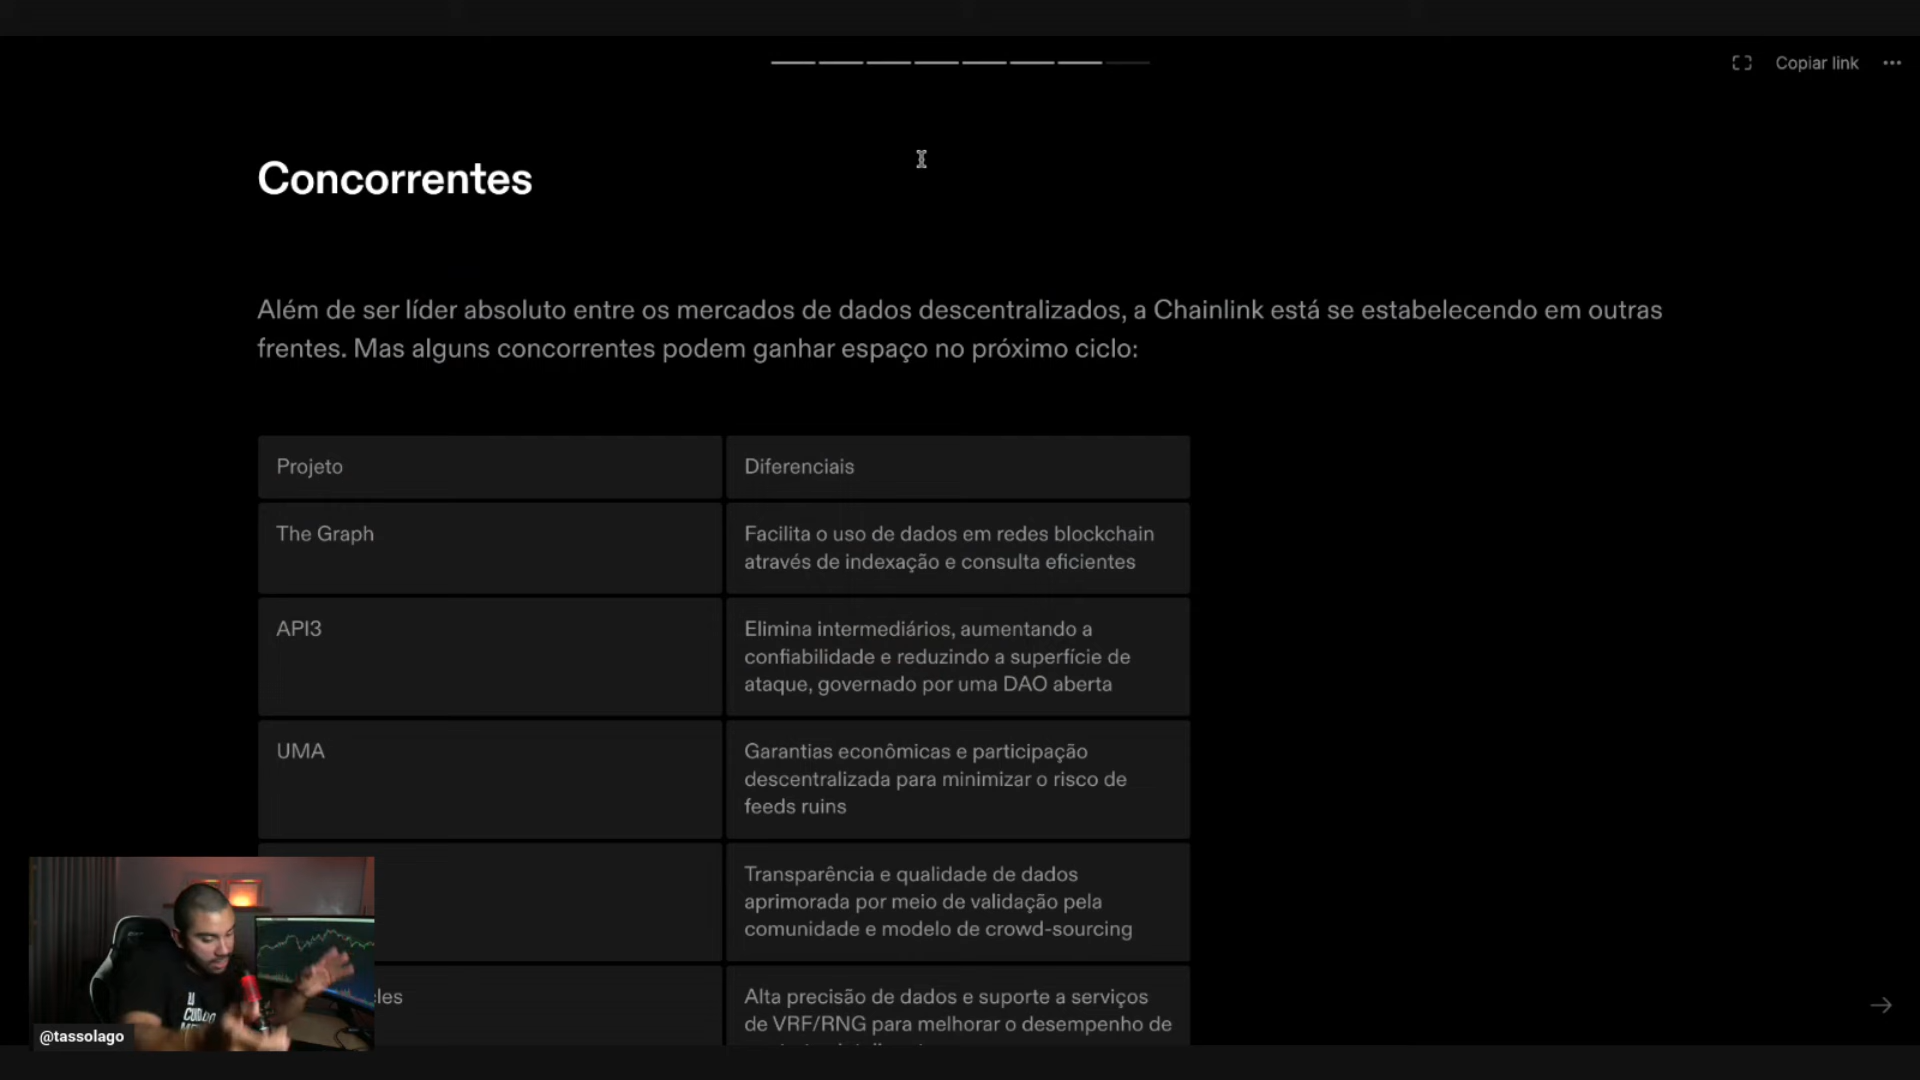 Copiar link
Concorrentes
Além de ser líder absoluto entre os mercados de dados descentralizados, a Chainlink está se estabelecendo em outras
frentes. Mas alguns concorrentes podem ganhar espaço no próximo ciclo:
Projeto
Diferenciais
The Graph
Facilita o uso de dados em redes blockchain
através de indexação e consulta eficientes
API3
Elimina intermediários, aumentando a
confiabilidade e reduzindo a superfície de
ataque, governado por uma DAO aberta
UMA
Garantias econômicas e participação
descentralizada para minimizar o risco de
feeds ruins
Transparência e qualidade de dados
aprimorada por meio de validação pela
comunidade e modelo de crowd-sourcing
Alta precisão de dados e suporte a serviços
de VRF/RNG para melhorar o desempenho de
@tassolago